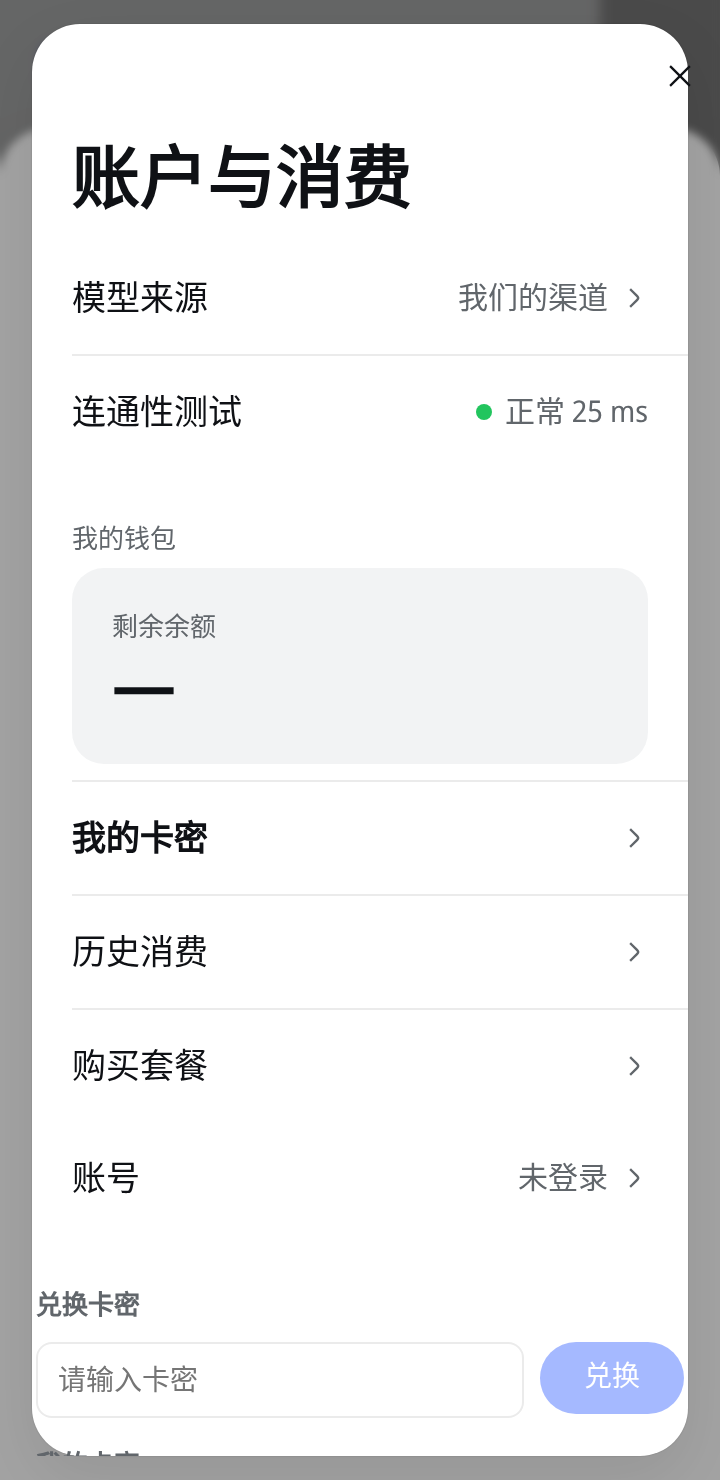 账户与消费
模型来源 我们的渠道
连通性测试 正常 25 ms
我的钱包
剩余余额
—
我的卡密
历史消费
购买套餐
账号 未登录
兑换卡密
请输入卡密 兑换